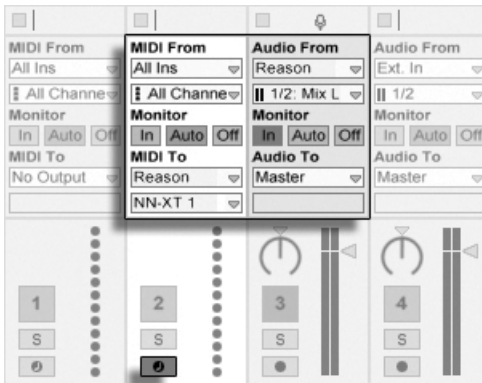 MIDI From
All Ins
All Channe
Monitor
In Auto Off
MIDI To
No Output
1
S
MIDI From
All Ins
All Channe
Monitor
In Auto Off
MIDI To
Reason
NN-XT 1
2
S
Audio From
Reason
1/2: Mix L
Monitor
In Auto Off
Audio To
Master
3
S
Audio From
Ext. In
1/2
Monitor
In Auto Off
Audio To
Master
4
S